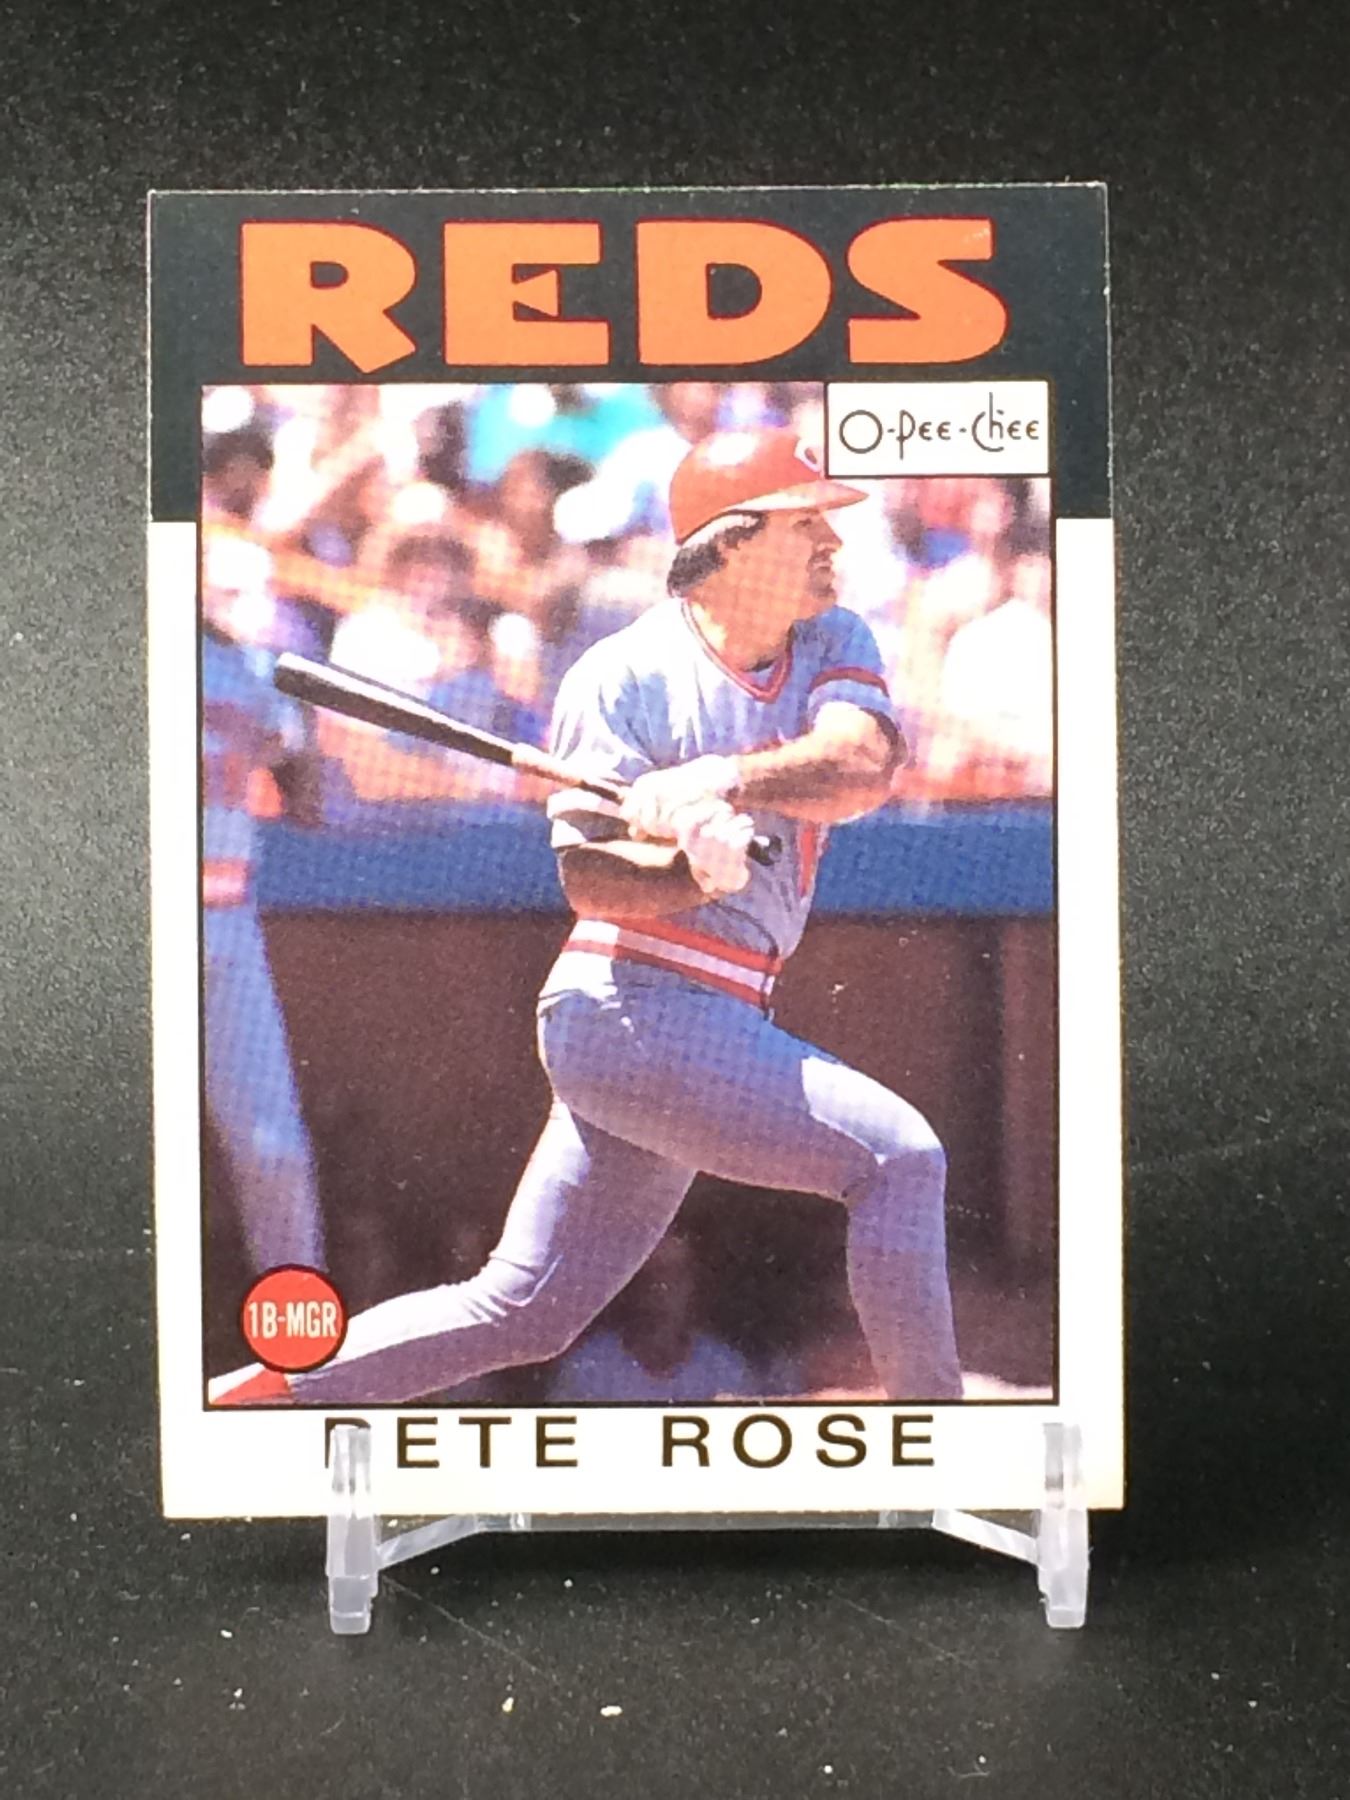 REDS
O-Pee-Chee
1B-MGR
PETE ROSE